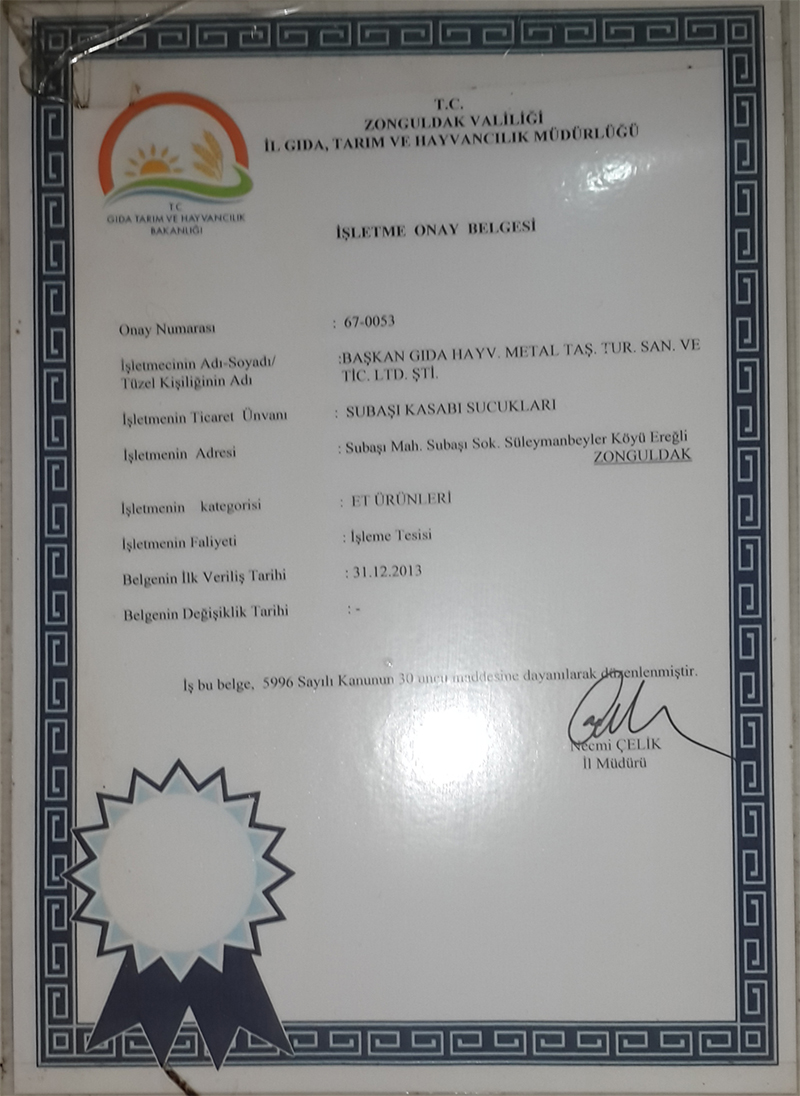 T.C.
ZONGULDAK VALİLİĞİ
İL GIDA, TARIM VE HAYVANCILIK MÜDÜRLÜĞÜ
T.C.
GIDA TARIM VE HAYVANCILIK
BAKANLIĞI
İŞLETME ONAY BELGESİ
Onay Numarası : 67-0053
İşletmecinin Adı-Soyadı/ :BAŞKAN GIDA HAYV. METAL TAŞ. TUR. SAN. VE
Tüzel Kişiliğinin Adı TİC. LTD. ŞTİ.
İşletmenin Ticaret Ünvanı : SUBAŞI KASABI SUCUKLARI
İşletmenin Adresi : Subaşı Mah. Subaşı Sok. Süleymanbeyler Köyü Ereğli
ZONGULDAK
İşletmenin kategorisi : ET ÜRÜNLERİ
İşletmenin Faliyeti : İşleme Tesisi
Belgenin İlk Veriliş Tarihi : 31.12.2013
Belgenin Değişiklik Tarihi : -
İş bu belge, 5996 Sayılı Kanunun 30 uncu maddesine dayanılarak düzenlenmiştir.
Necmi ÇELİK
İl Müdürü